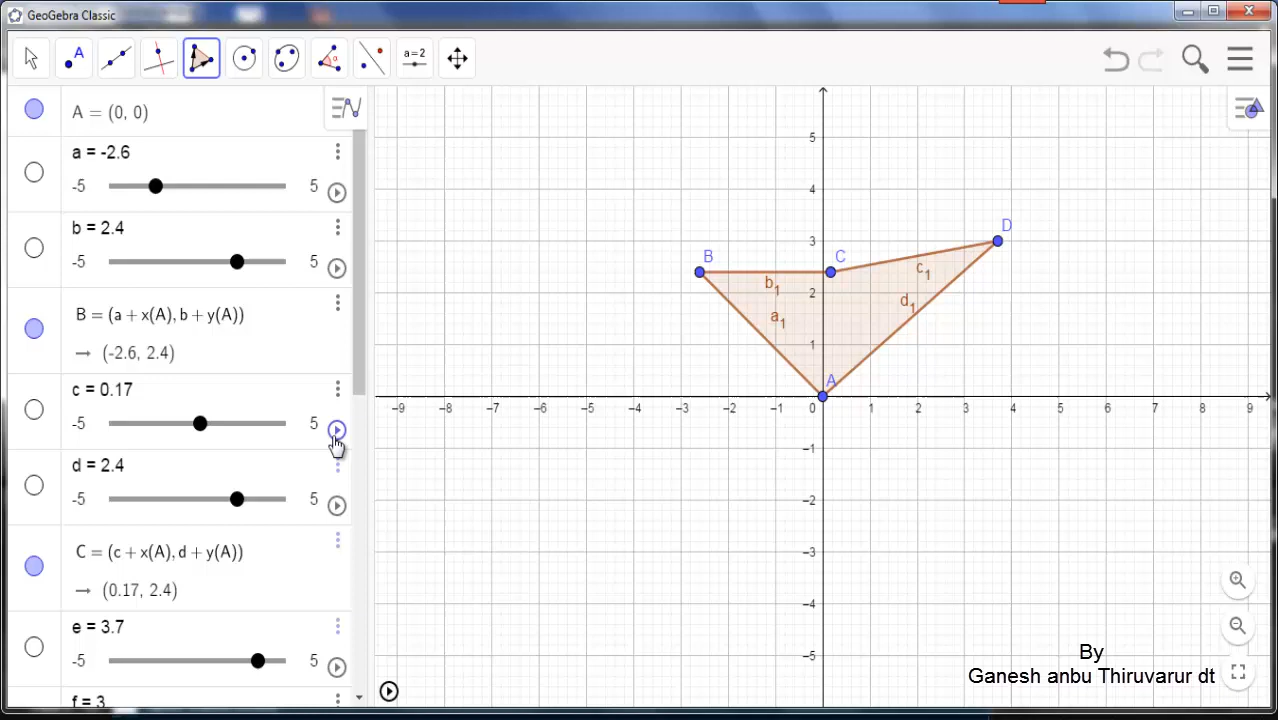 GeoGebra Classic
A
a=2
A = (0, 0)
a = -2.6
-5 5
b = 2.4
-5 5
B = (a + x(A), b + y(A))
→ (-2.6, 2.4)
c = 0.17
-5 5
d = 2.4
-5 5
C = (c + x(A), d + y(A))
→ (0.17, 2.4)
e = 3.7
-5 5
f = 3
5
4
3
2
1
D
B
C
c₁
b₁
d₁
a₁
A
-9 -8 -7 -6 -5 -4 -3 -2 -1 0 1 2 3 4 5 6 7 8 9
-1
-2
-3
-4
-5
By
Ganesh anbu Thiruvarur dt